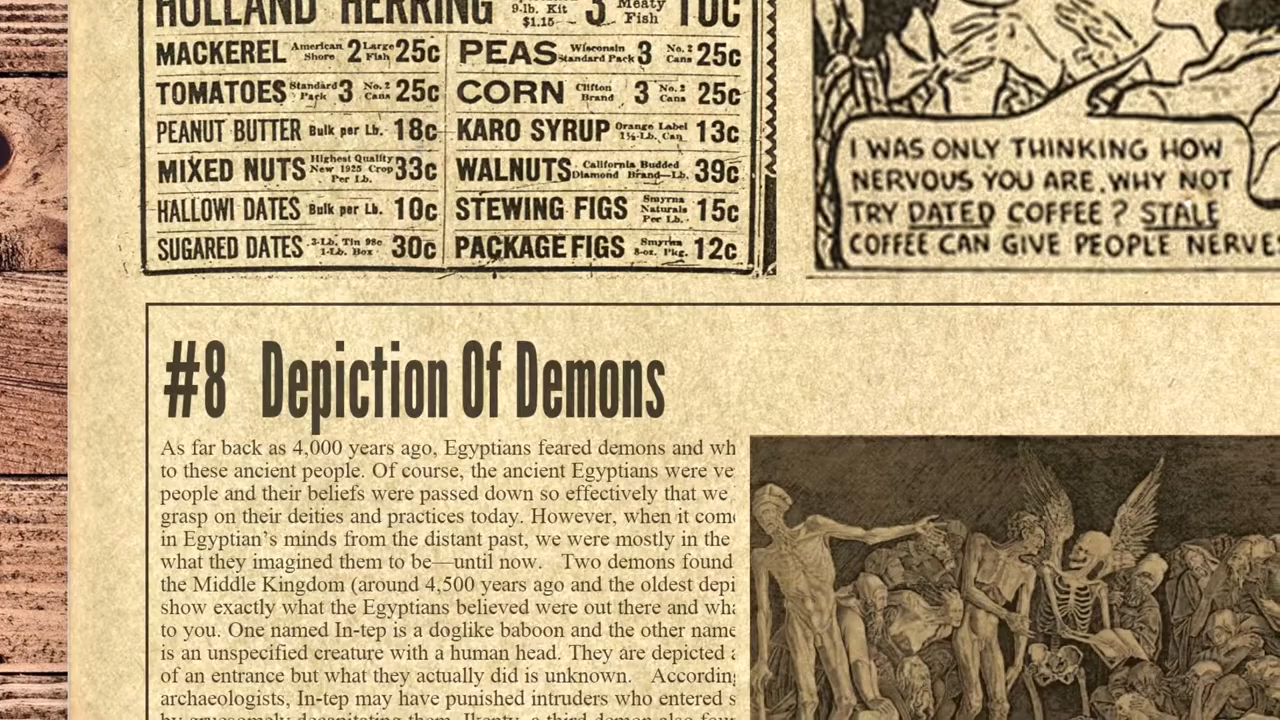 HOLLAND HERRING 9-lb. Kit $1.15 3 Meaty Fish 10c
MACKEREL American Shore 2 Large Fish 25c
PEAS Wisconsin Standard Pack 3 No. 2 Cans 25c
TOMATOES Standard Pack 3 No. 2 Cans 25c
CORN Clifton Brand 3 No. 2 Cans 25c
PEANUT BUTTER Bulk per Lb. 18c
KARO SYRUP Orange Label 1½-Lb. Can 13c
MIXED NUTS Highest Quality New 1925 Crop Per Lb. 33c
WALNUTS California Budded Diamond Brand—Lb. 39c
HALLOWI DATES Bulk per Lb. 10c
STEWING FIGS Smyrna Naturals Per Lb. 15c
SUGARED DATES 3-Lb. Tin 98c 1-Lb. Box 30c
PACKAGE FIGS Smyrna 8-oz. Pkg. 12c
I WAS ONLY THINKING HOW
NERVOUS YOU ARE. WHY NOT
TRY DATED COFFEE? STALE
COFFEE CAN GIVE PEOPLE NERVES
#8 Depiction Of Demons
As far back as 4,000 years ago, Egyptians feared demons and wh
to these ancient people. Of course, the ancient Egyptians were ve
people and their beliefs were passed down so effectively that we
grasp on their deities and practices today. However, when it com
in Egyptian's minds from the distant past, we were mostly in the
what they imagined them to be—until now. Two demons found
the Middle Kingdom (around 4,500 years ago and the oldest depi
show exactly what the Egyptians believed were out there and wha
to you. One named In-tep is a doglike baboon and the other name
is an unspecified creature with a human head. They are depicted a
of an entrance but what they actually did is unknown. Accordin
archaeologists, In-tep may have punished intruders who entered s
by gruesomely decapitating them. Ikenty, a third demon also four